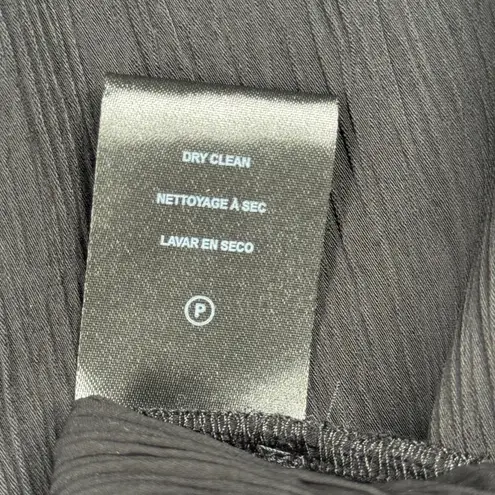 DRY CLEAN
NETTOYAGE À SEC
LAVAR EN SECO
P